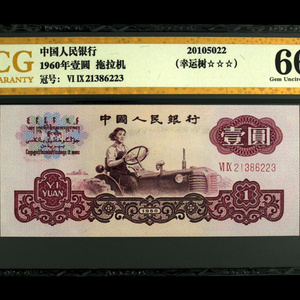 CG
ARRANTY
中国人民银行
1960年壹圆 拖拉机
冠号: VI IX 21386223
20105022
(幸运树☆☆☆)
66
Gem Uncirc
中国人民银行
壹圆
VI IX 21386223
YI
YUAN
1960
1